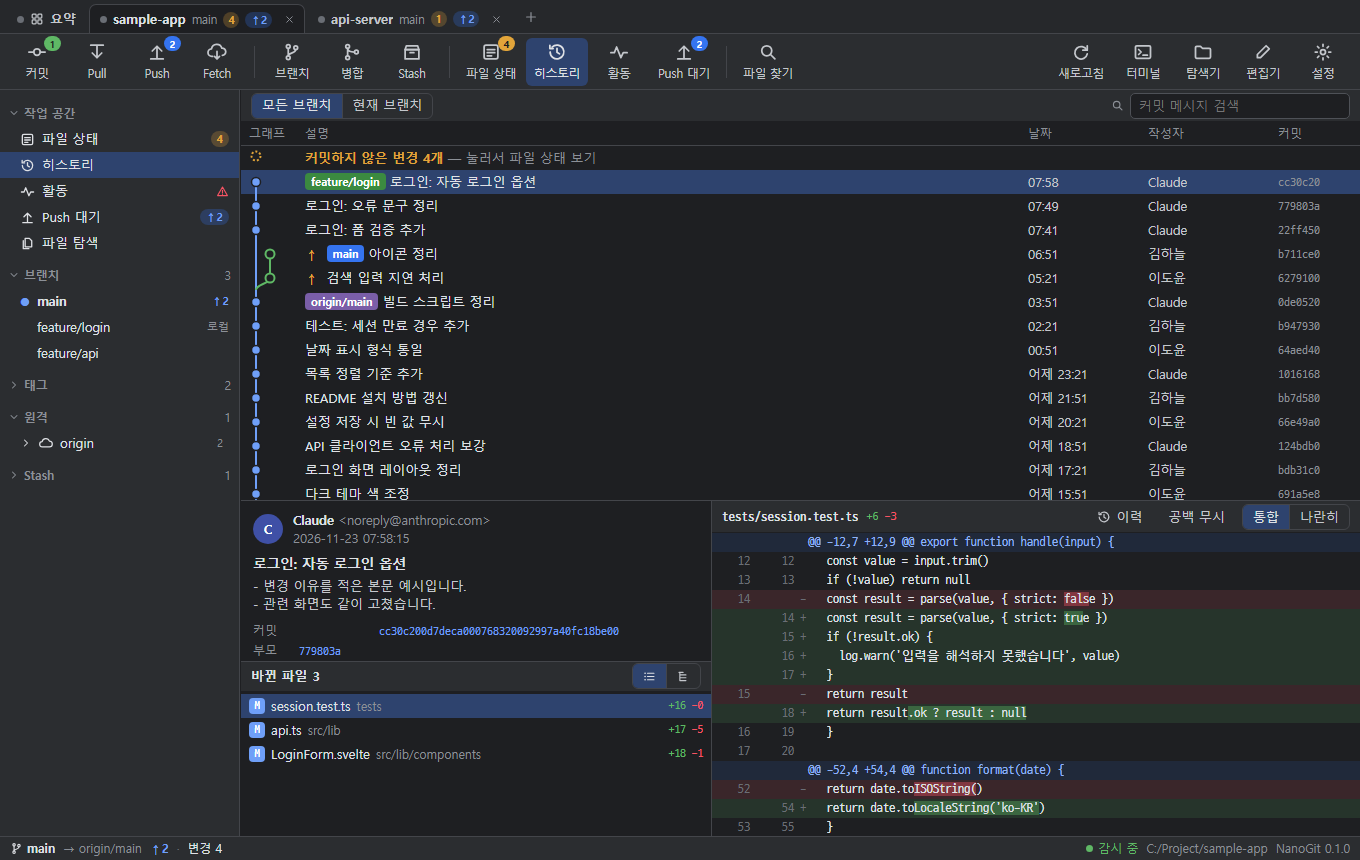 요약 sample-app main 4 ↑2 × api-server main 1 ↑2 × +
1 4 2 2
커밋 Pull Push Fetch 브랜치 병합 Stash 파일 상태 히스토리 활동 Push 대기 파일 찾기 새로고침 터미널 탐색기 편집기 설정
작업 공간
파일 상태 4
히스토리
활동
Push 대기 ↑2
파일 탐색
브랜치 3
main ↑2
feature/login 로컬
feature/api
태그 2
원격 1
origin 2
Stash 1
모든 브랜치 현재 브랜치 커밋 메시지 검색
그래프 설명 날짜 작성자 커밋
커밋하지 않은 변경 4개 — 눌러서 파일 상태 보기
feature/login 로그인: 자동 로그인 옵션 07:58 Claude cc30c20
로그인: 오류 문구 정리 07:49 Claude 779803a
로그인: 폼 검증 추가 07:41 Claude 22ff450
↑ main 아이콘 정리 06:51 김하늘 b711ce0
↑ 검색 입력 지연 처리 05:21 이도윤 6279100
origin/main 빌드 스크립트 정리 03:51 Claude 0de0520
테스트: 세션 만료 경우 추가 02:21 김하늘 b947930
날짜 표시 형식 통일 00:51 이도윤 64aed40
목록 정렬 기준 추가 어제 23:21 Claude 1016168
README 설치 방법 갱신 어제 21:51 김하늘 bb7d580
설정 저장 시 빈 값 무시 어제 20:21 이도윤 66e49a0
API 클라이언트 오류 처리 보강 어제 18:51 Claude 124bdb0
로그인 화면 레이아웃 정리 어제 17:21 김하늘 bdb31c0
다크 테마 색 조정 어제 15:51 이도윤 691a5e8
C
Claude <noreply@anthropic.com>
2026-11-23 07:58:15
로그인: 자동 로그인 옵션
- 변경 이유를 적은 본문 예시입니다.
- 관련 화면도 같이 고쳤습니다.
커밋 cc30c200d7deca000768320092997a40fc18be00
부모 779803a
바뀐 파일 3
M session.test.ts tests +16 −0
M api.ts src/lib +17 −5
M LoginForm.svelte src/lib/components +18 −1
tests/session.test.ts +6 −3 이력 공백 무시 통합 나란히
@@ -12,7 +12,9 @@ export function handle(input) {
12 12 const value = input.trim()
13 13 if (!value) return null
14 − const result = parse(value, { strict: false })
14 + const result = parse(value, { strict: true })
15 + if (!result.ok) {
16 + log.warn('입력을 해석하지 못했습니다', value)
17 + }
15 − return result
18 + return result.ok ? result : null
16 19 }
17 20
@@ -52,4 +54,4 @@ function format(date) {
52 − return date.toISOString()
54 + return date.toLocaleString('ko-KR')
53 55 }
main → origin/main ↑2 · 변경 4 감시 중 C:/Project/sample-app NanoGit 0.1.0